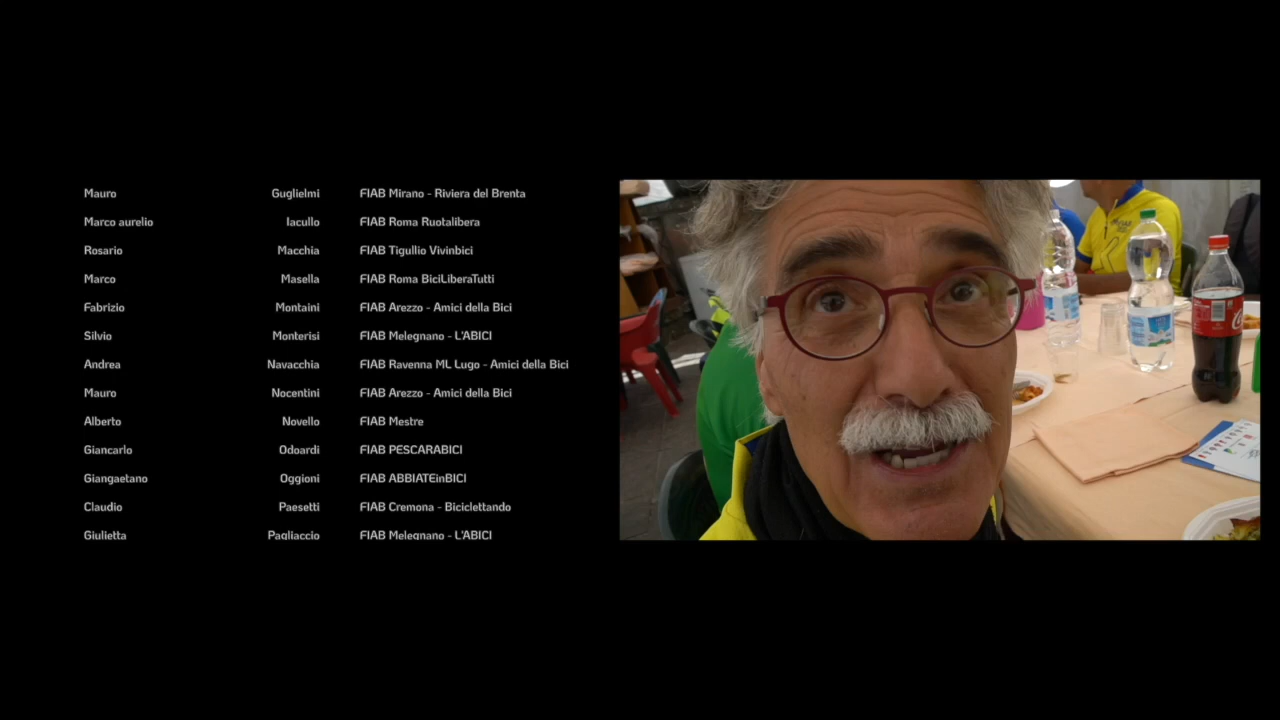 Mauro Guglielmi FIAB Mirano - Riviera del Brenta
Marco aurelio Iacullo FIAB Roma Ruotalibera
Rosario Macchia FIAB Tigullio Vivinbici
Marco Masella FIAB Roma BiciLiberaTutti
Fabrizio Montaini FIAB Arezzo - Amici della Bici
Silvio Monterisi FIAB Melegnano - L'ABICI
Andrea Navacchia FIAB Ravenna ML Lugo - Amici della Bici
Mauro Nocentini FIAB Arezzo - Amici della Bici
Alberto Novello FIAB Mestre
Giancarlo Odoardi FIAB PESCARABICI
Giangaetano Oggioni FIAB ABBIATEinBICI
Claudio Paesetti FIAB Cremona - Biciclettando
Giulietta Pagliaccio FIAB Melegnano - L'ABICI